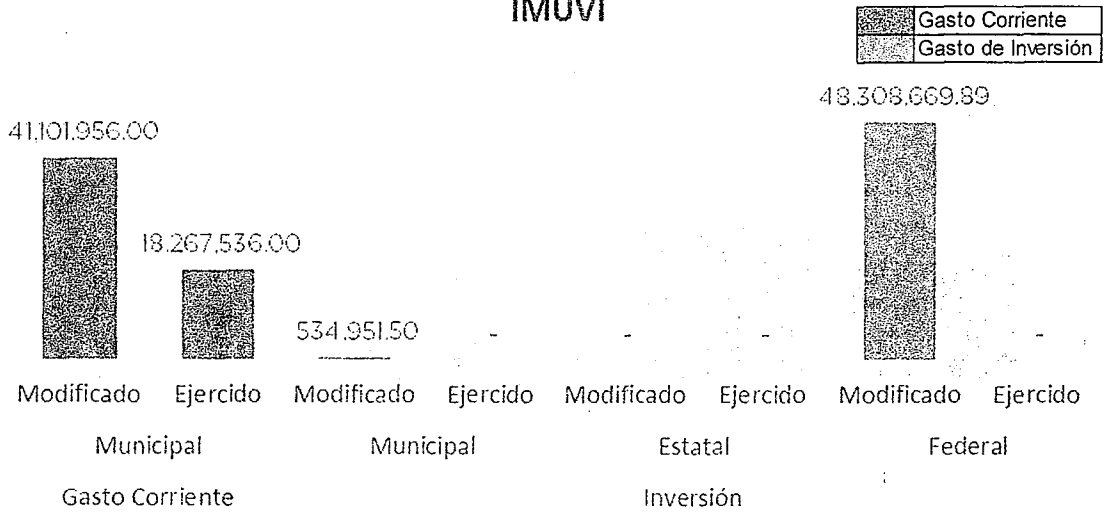 IMUVI
Gasto Corriente
Gasto de Inversión
48,308,669.89
41,101,956.00
18,267,536.00
534,951.50
-
-
-
-
Modificado Ejercido Modificado Ejercido Modificado Ejercido Modificado Ejercido
Municipal Municipal Estatal Federal
Gasto Corriente Inversión